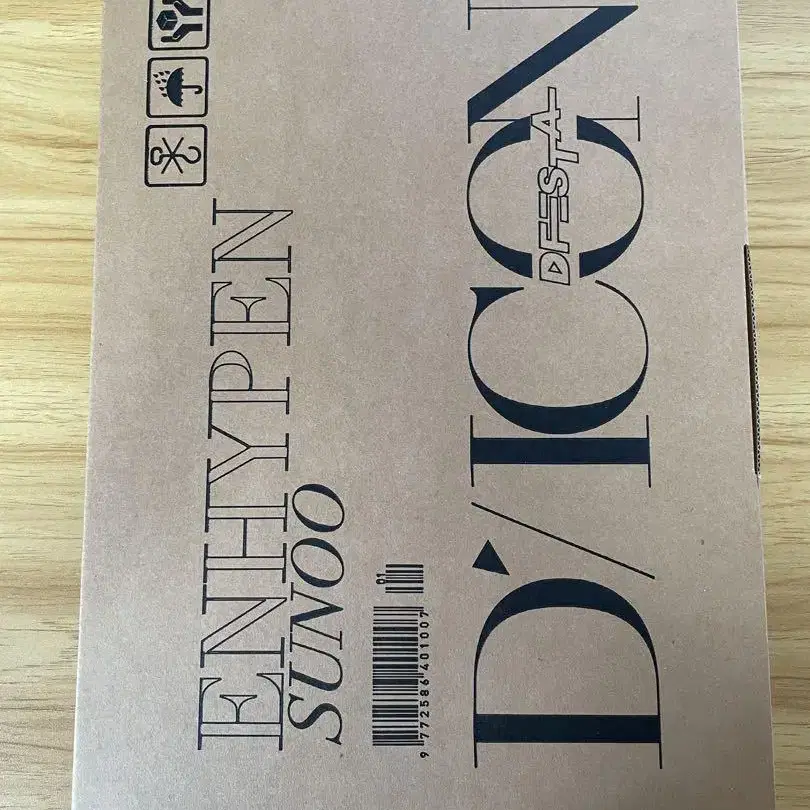 ENHYPEN
SUNOO
01
9 772586 401007
D'/ICON
DFESTA